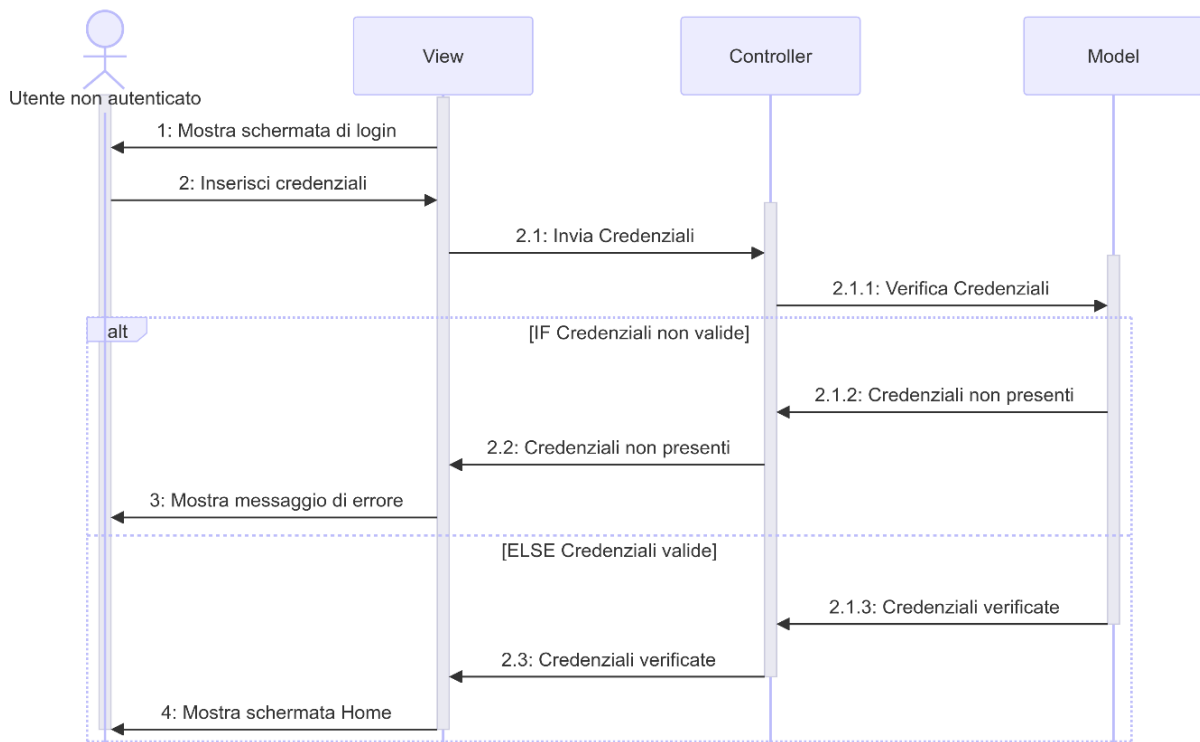 View
Controller
Model
Utente non autenticato
1: Mostra schermata di login
2: Inserisci credenziali
2.1: Invia Credenziali
2.1.1: Verifica Credenziali
alt
[IF Credenziali non valide]
2.1.2: Credenziali non presenti
2.2: Credenziali non presenti
3: Mostra messaggio di errore
[ELSE Credenziali valide]
2.1.3: Credenziali verificate
2.3: Credenziali verificate
4: Mostra schermata Home